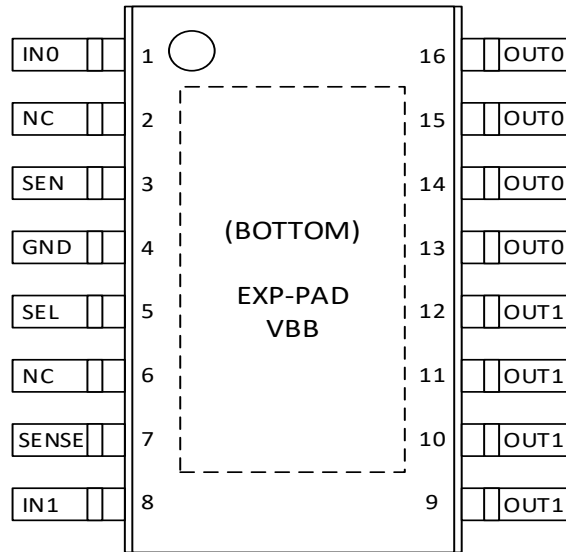 IN0 1 16 OUT0
NC 2 15 OUT0
SEN 3 14 OUT0
GND 4 13 OUT0
SEL 5 12 OUT1
NC 6 11 OUT1
SENSE 7 10 OUT1
IN1 8 9 OUT1
(BOTTOM)
EXP-PAD
VBB